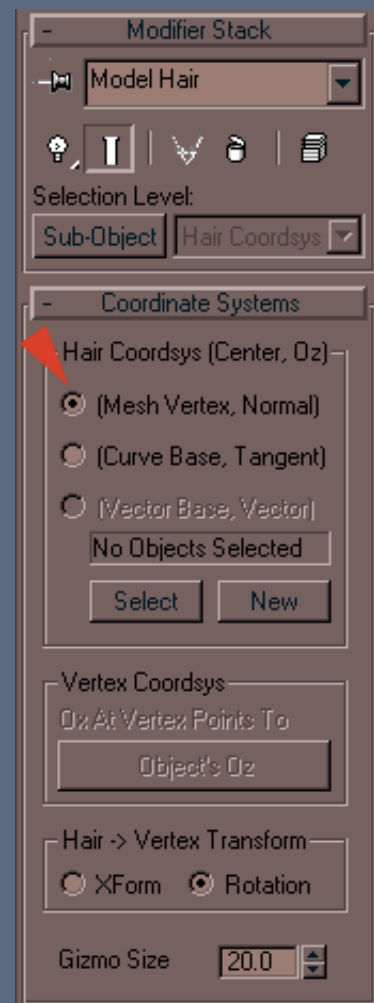 - Modifier Stack
Model Hair
Selection Level:
Sub-Object Hair Coordsys
- Coordinate Systems
Hair Coordsys (Center, Oz)
(Mesh Vertex, Normal)
(Curve Base, Tangent)
(Vector Base, Vector)
No Objects Selected
Select New
Vertex Coordsys
Ox At Vertex Points To
Object's Oz
Hair -> Vertex Transform
XForm Rotation
Gizmo Size 20.0